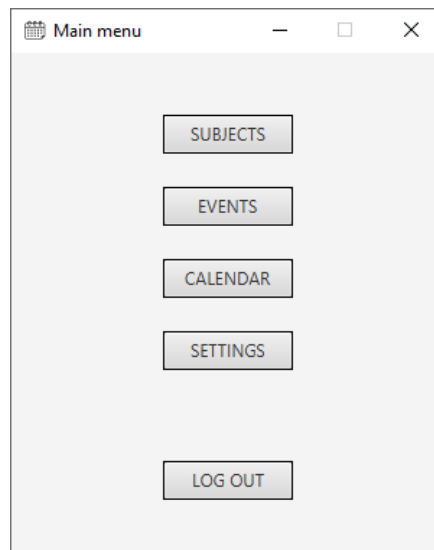 Main menu
SUBJECTS
EVENTS
CALENDAR
SETTINGS
LOG OUT